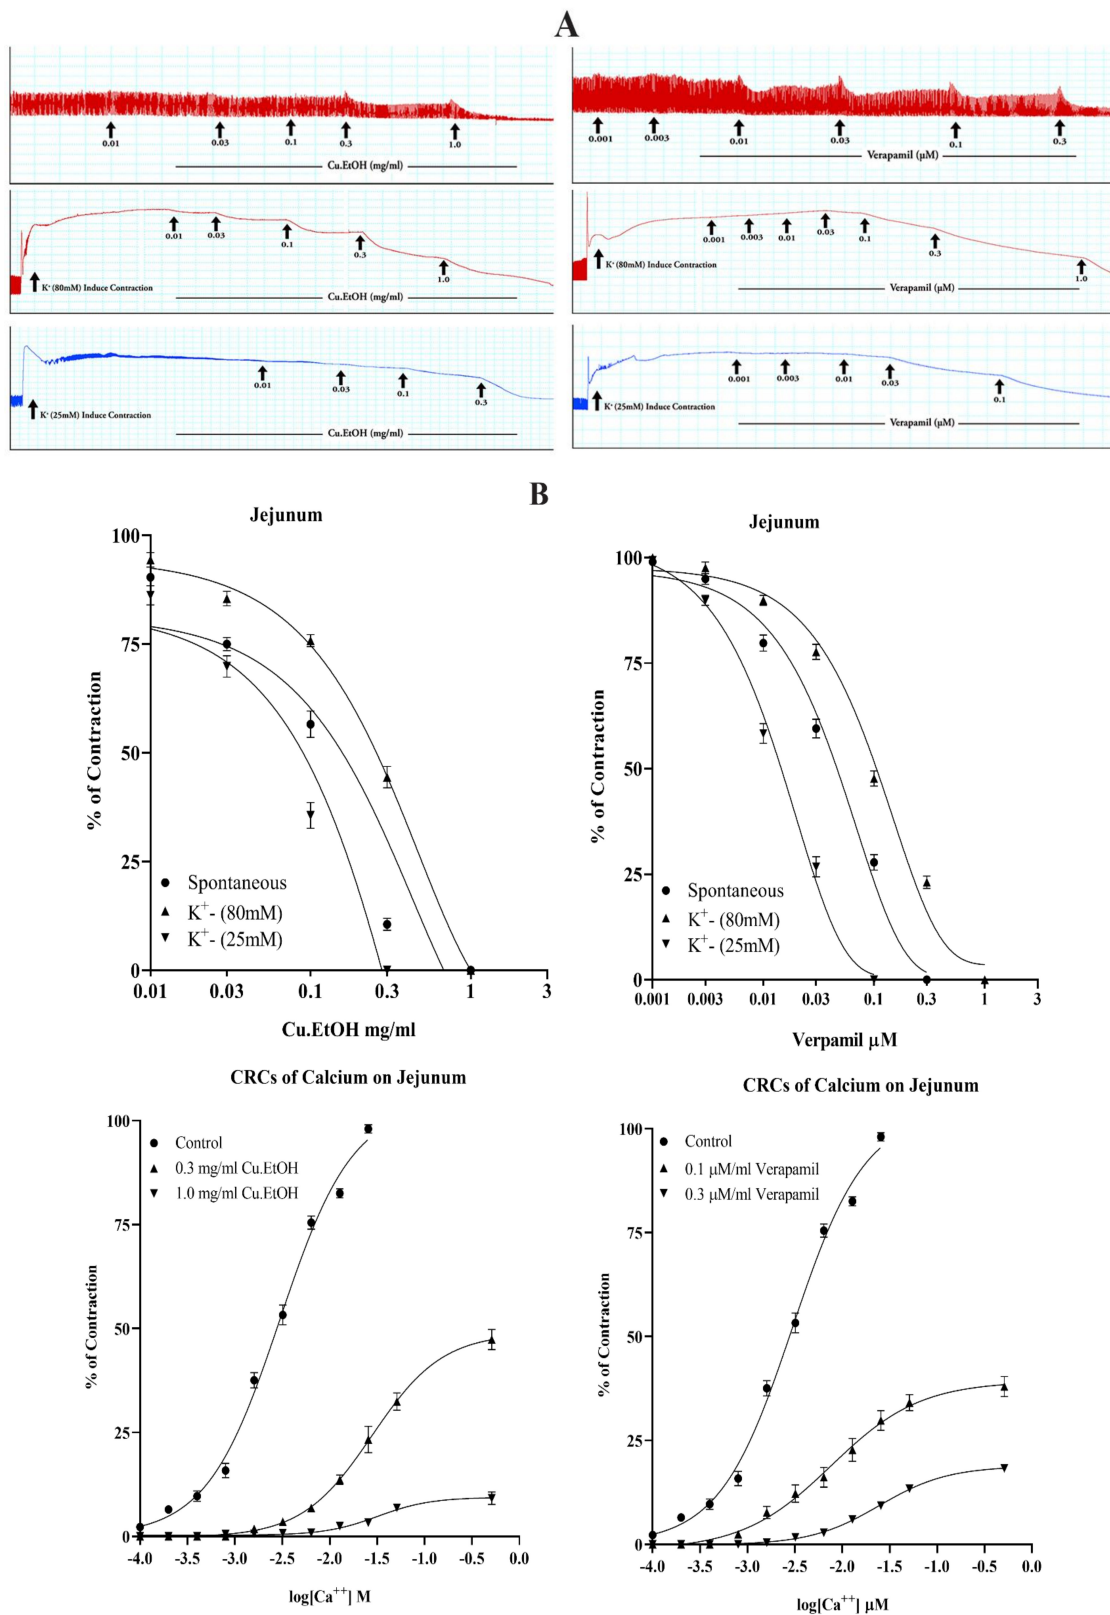 A
0.01
0.03
0.1
0.3
1.0
Cu.EtOH (mg/ml)
0.001
0.003
0.01
0.03
0.1
0.3
Verapamil (µM)
0.01
0.03
0.1
0.3
1.0
K⁺ (80mM) Induce Contraction
Cu.EtOH (mg/ml)
0.001
0.003
0.01
0.03
0.1
0.3
1.0
K⁺ (80mM) Induce Contraction
Verapamil (µM)
0.01
0.03
0.1
0.3
K⁺ (25mM) Induce Contraction
Cu.EtOH (mg/ml)
0.001
0.003
0.01
0.03
0.1
K⁺ (25mM) Induce Contraction
Verapamil (µM)
B
Jejunum
% of Contraction
100
75
50
25
0
Spontaneous
K⁺- (80mM)
K⁺- (25mM)
0.01 0.03 0.1 0.3 1 3
Cu.EtOH mg/ml
Jejunum
% of Contraction
100
75
50
25
0
Spontaneous
K⁺- (80mM)
K⁺- (25mM)
0.001 0.003 0.01 0.03 0.1 0.3 1 3
Verpamil µM
CRCs of Calcium on Jejunum
% of Contraction
100
75
50
25
0
Control
0.3 mg/ml Cu.EtOH
1.0 mg/ml Cu.EtOH
-4.0 -3.5 -3.0 -2.5 -2.0 -1.5 -1.0 -0.5 0.0
log[Ca⁺⁺] M
CRCs of Calcium on Jejunum
% of Contraction
100
75
50
25
0
Control
0.1 µM/ml Verapamil
0.3 µM/ml Verapamil
-4.0 -3.5 -3.0 -2.5 -2.0 -1.5 -1.0 -0.5 0.0
log[Ca⁺⁺] µM